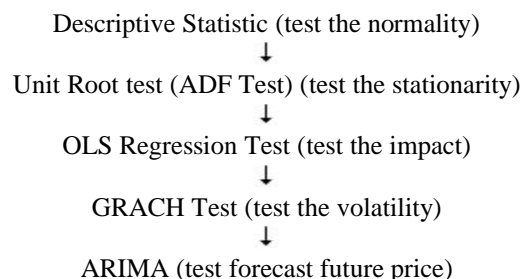 Descriptive Statistic (test the normality)
↓
Unit Root test (ADF Test) (test the stationarity)
↓
OLS Regression Test (test the impact)
↓
GRACH Test (test the volatility)
↓
ARIMA (test forecast future price)